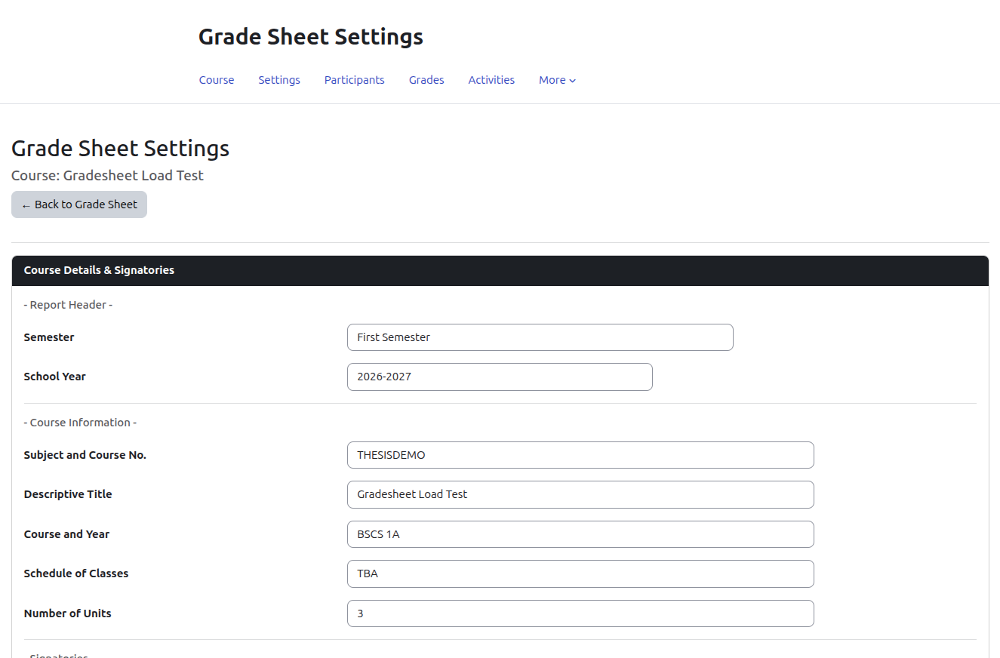 Grade Sheet Settings
Course Settings Participants Grades Activities More
Grade Sheet Settings
Course: Gradesheet Load Test
← Back to Grade Sheet
Course Details & Signatories
- Report Header -
Semester First Semester
School Year 2026-2027
- Course Information -
Subject and Course No. THESISDEMO
Descriptive Title Gradesheet Load Test
Course and Year BSCS 1A
Schedule of Classes TBA
Number of Units 3
- Signatories -